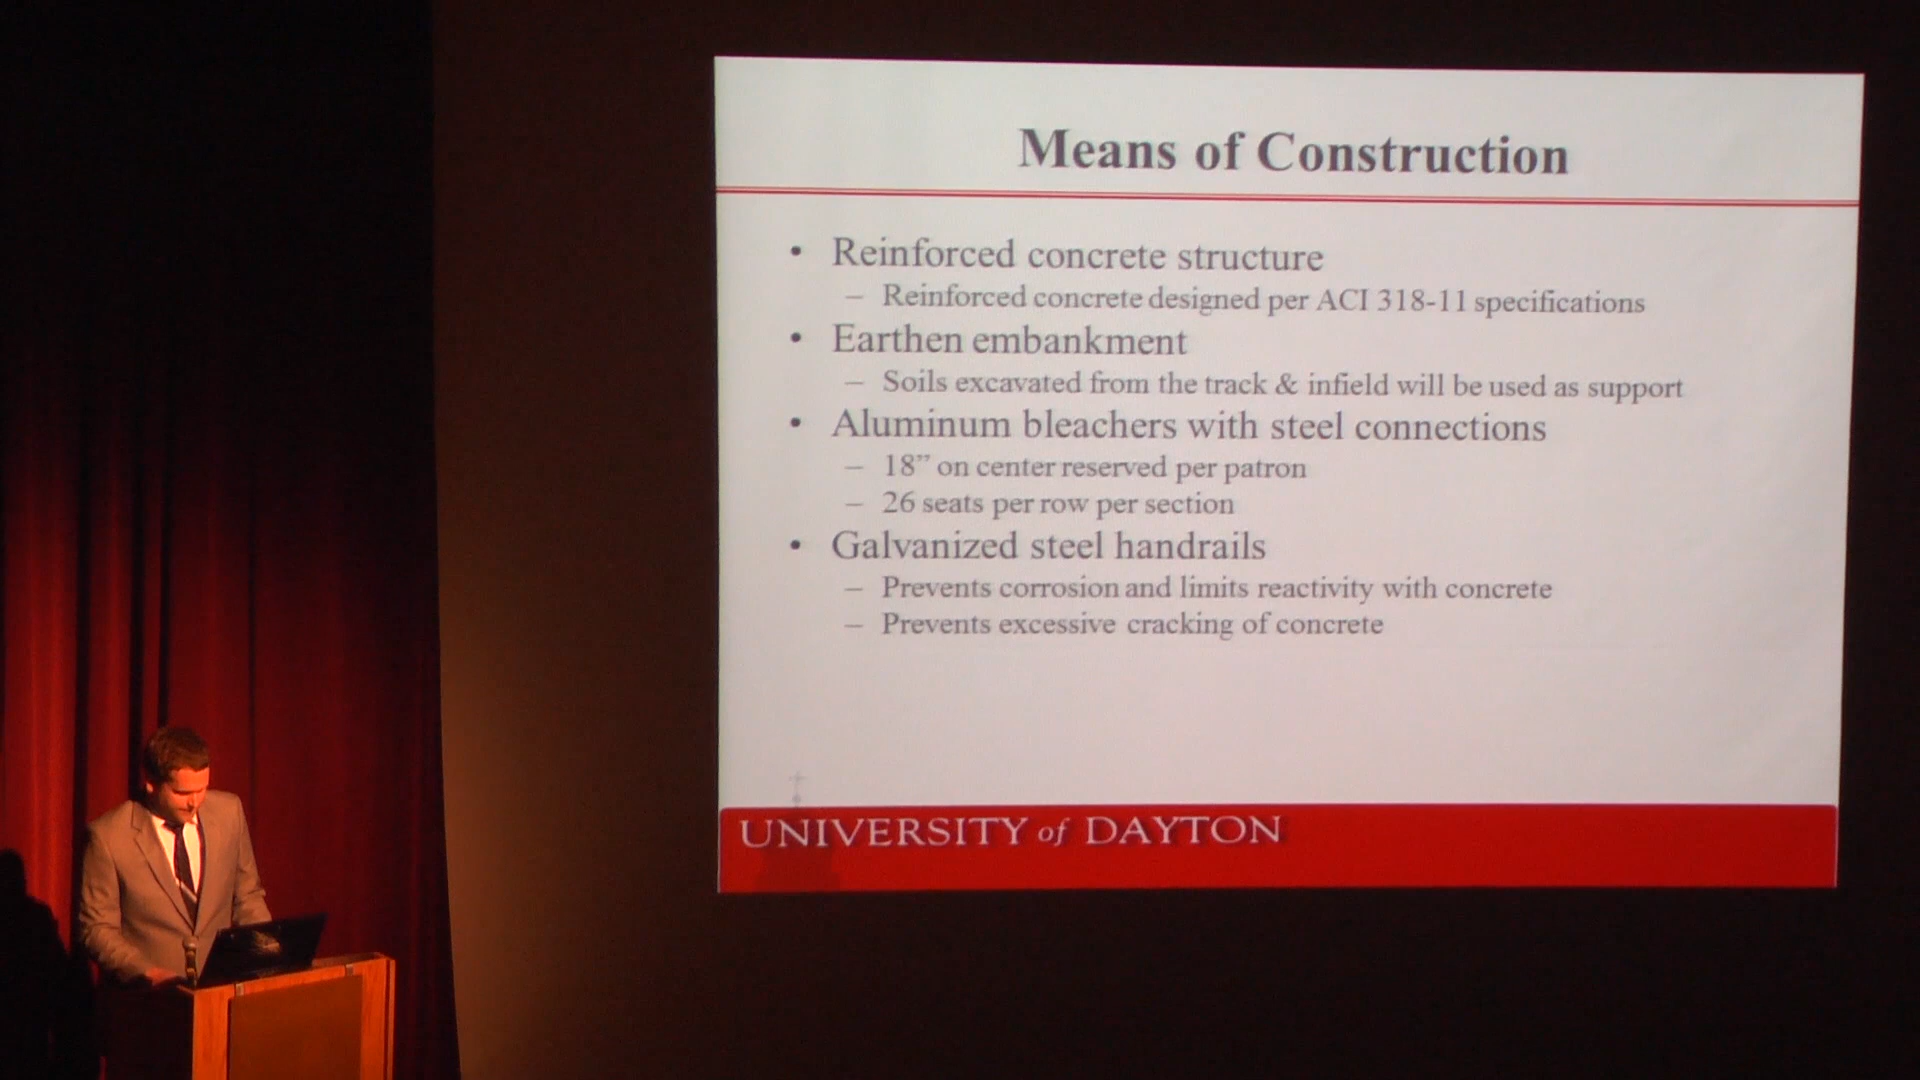 Means of Construction
• Reinforced concrete structure
– Reinforced concrete designed per ACI 318-11 specifications
• Earthen embankment
– Soils excavated from the track & infield will be used as support
• Aluminum bleachers with steel connections
– 18” on center reserved per patron
– 26 seats per row per section
• Galvanized steel handrails
– Prevents corrosion and limits reactivity with concrete
– Prevents excessive cracking of concrete
UNIVERSITY of DAYTON